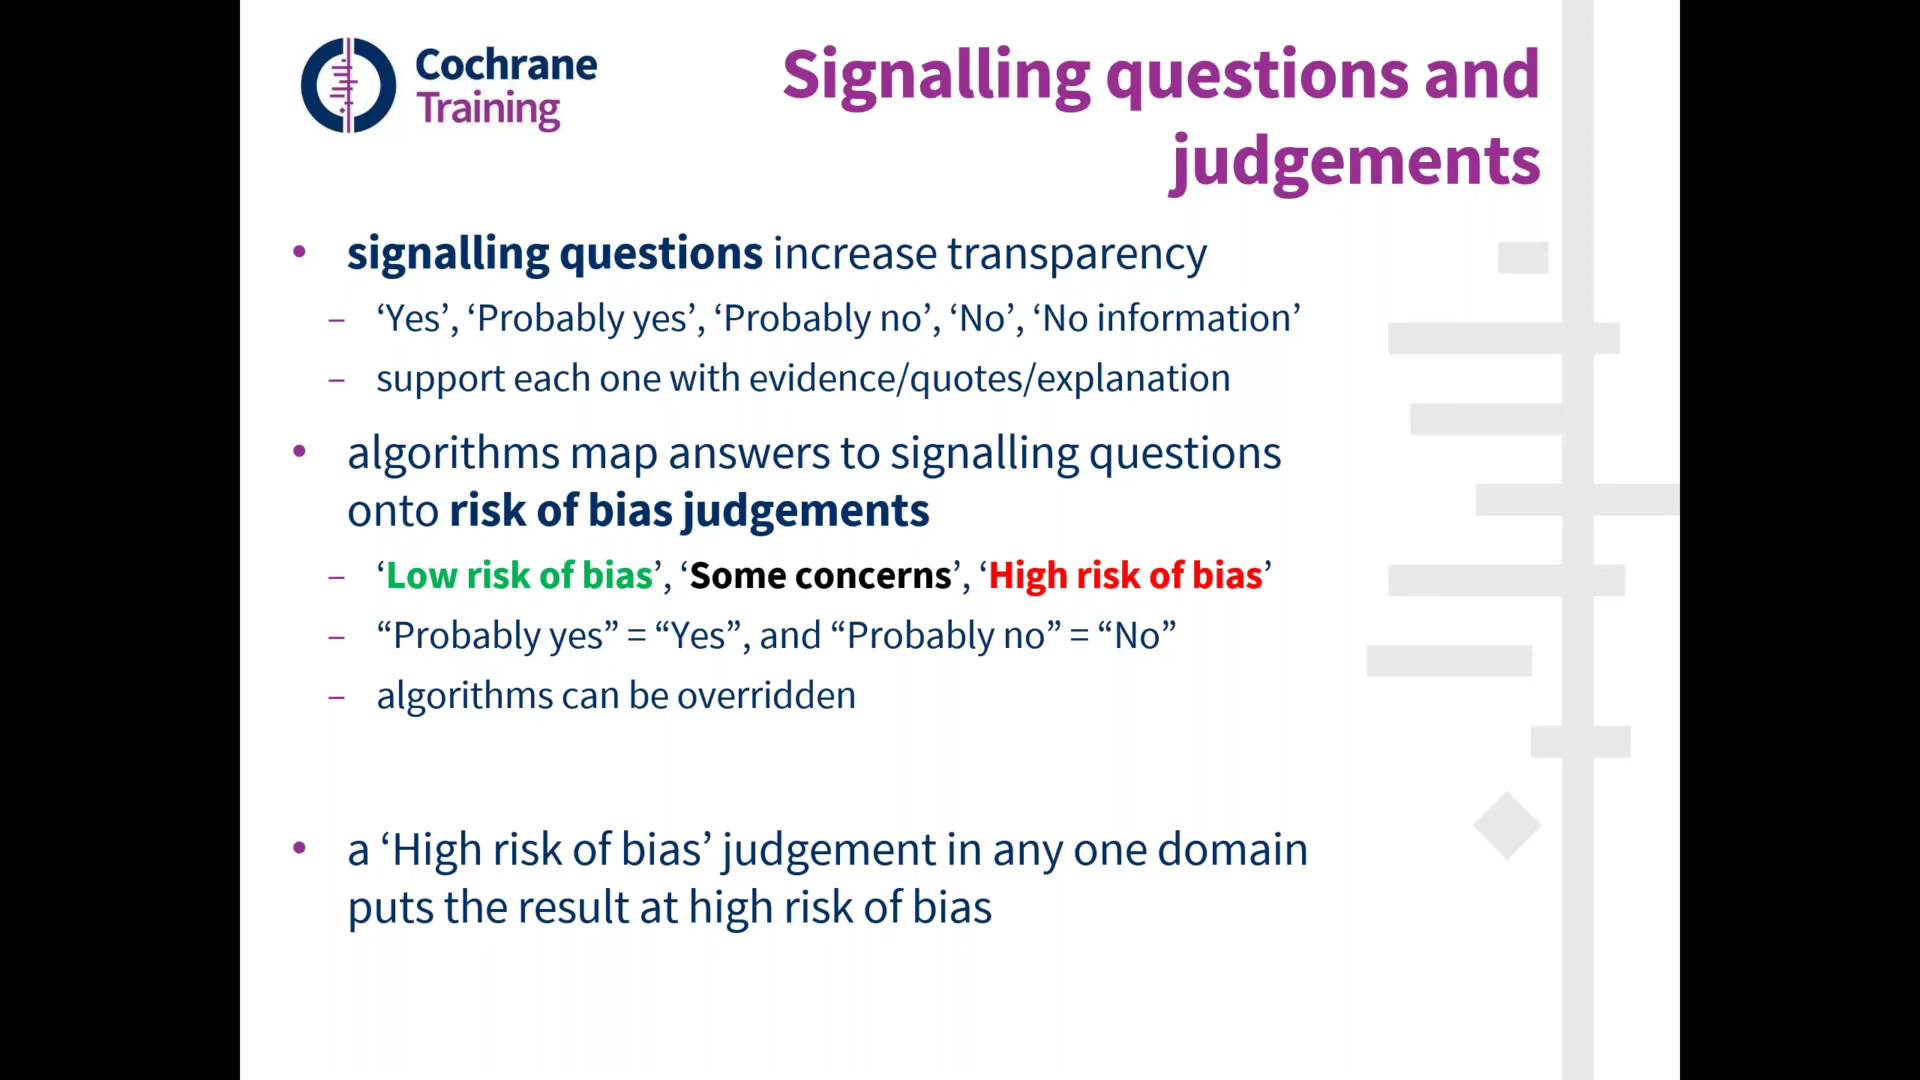 Cochrane
Training
Signalling questions and
judgements
• signalling questions increase transparency
– ‘Yes’, ‘Probably yes’, ‘Probably no’, ‘No’, ‘No information’
– support each one with evidence/quotes/explanation
• algorithms map answers to signalling questions
onto risk of bias judgements
– ‘Low risk of bias’, ‘Some concerns’, ‘High risk of bias’
– “Probably yes” = “Yes”, and “Probably no” = “No”
– algorithms can be overridden
• a ‘High risk of bias’ judgement in any one domain
puts the result at high risk of bias